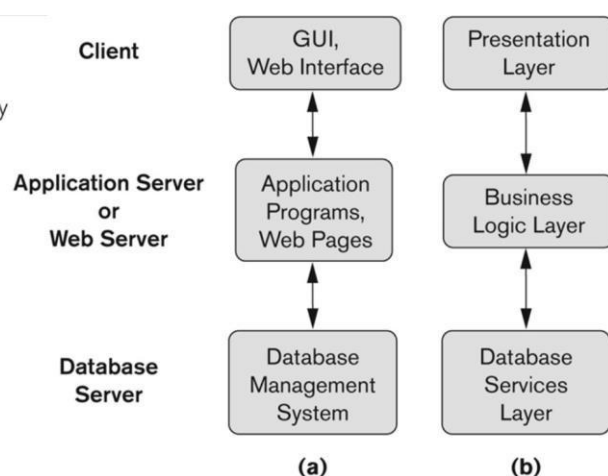 Client
GUI,
Web Interface
Presentation
Layer
y
Application Server
or
Web Server
Application
Programs,
Web Pages
Business
Logic Layer
Database
Server
Database
Management
System
Database
Services
Layer
(a)
(b)